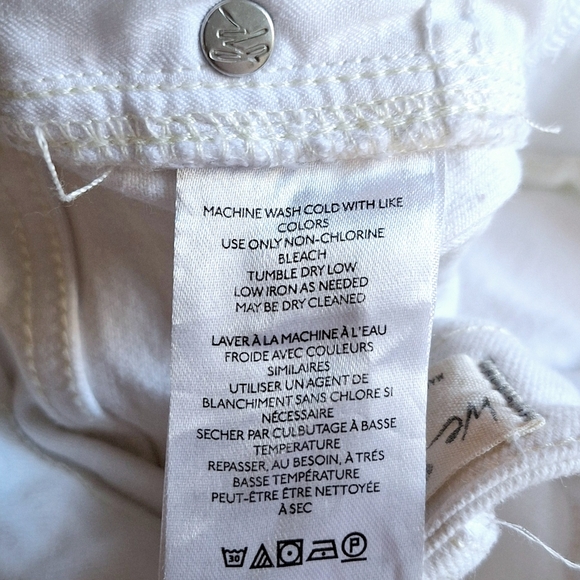 MACHINE WASH COLD WITH LIKE
COLORS
USE ONLY NON-CHLORINE
BLEACH
TUMBLE DRY LOW
LOW IRON AS NEEDED
MAY BE DRY CLEANED
LAVER À LA MACHINE À L'EAU
FROIDE AVEC COULEURS
SIMILAIRES
UTILISER UN AGENT DE
BLANCHIMENT SANS CHLORE SI
NÉCESSAIRE
SECHER PAR CULBUTAGE À BASSE
TEMPERATURE
REPASSER, AU BESOIN, À TRÉS
BASSE TEMPÉRATURE
PEUT-ÊTRE ÊTRE NETTOYÉE
À SEC
30 P